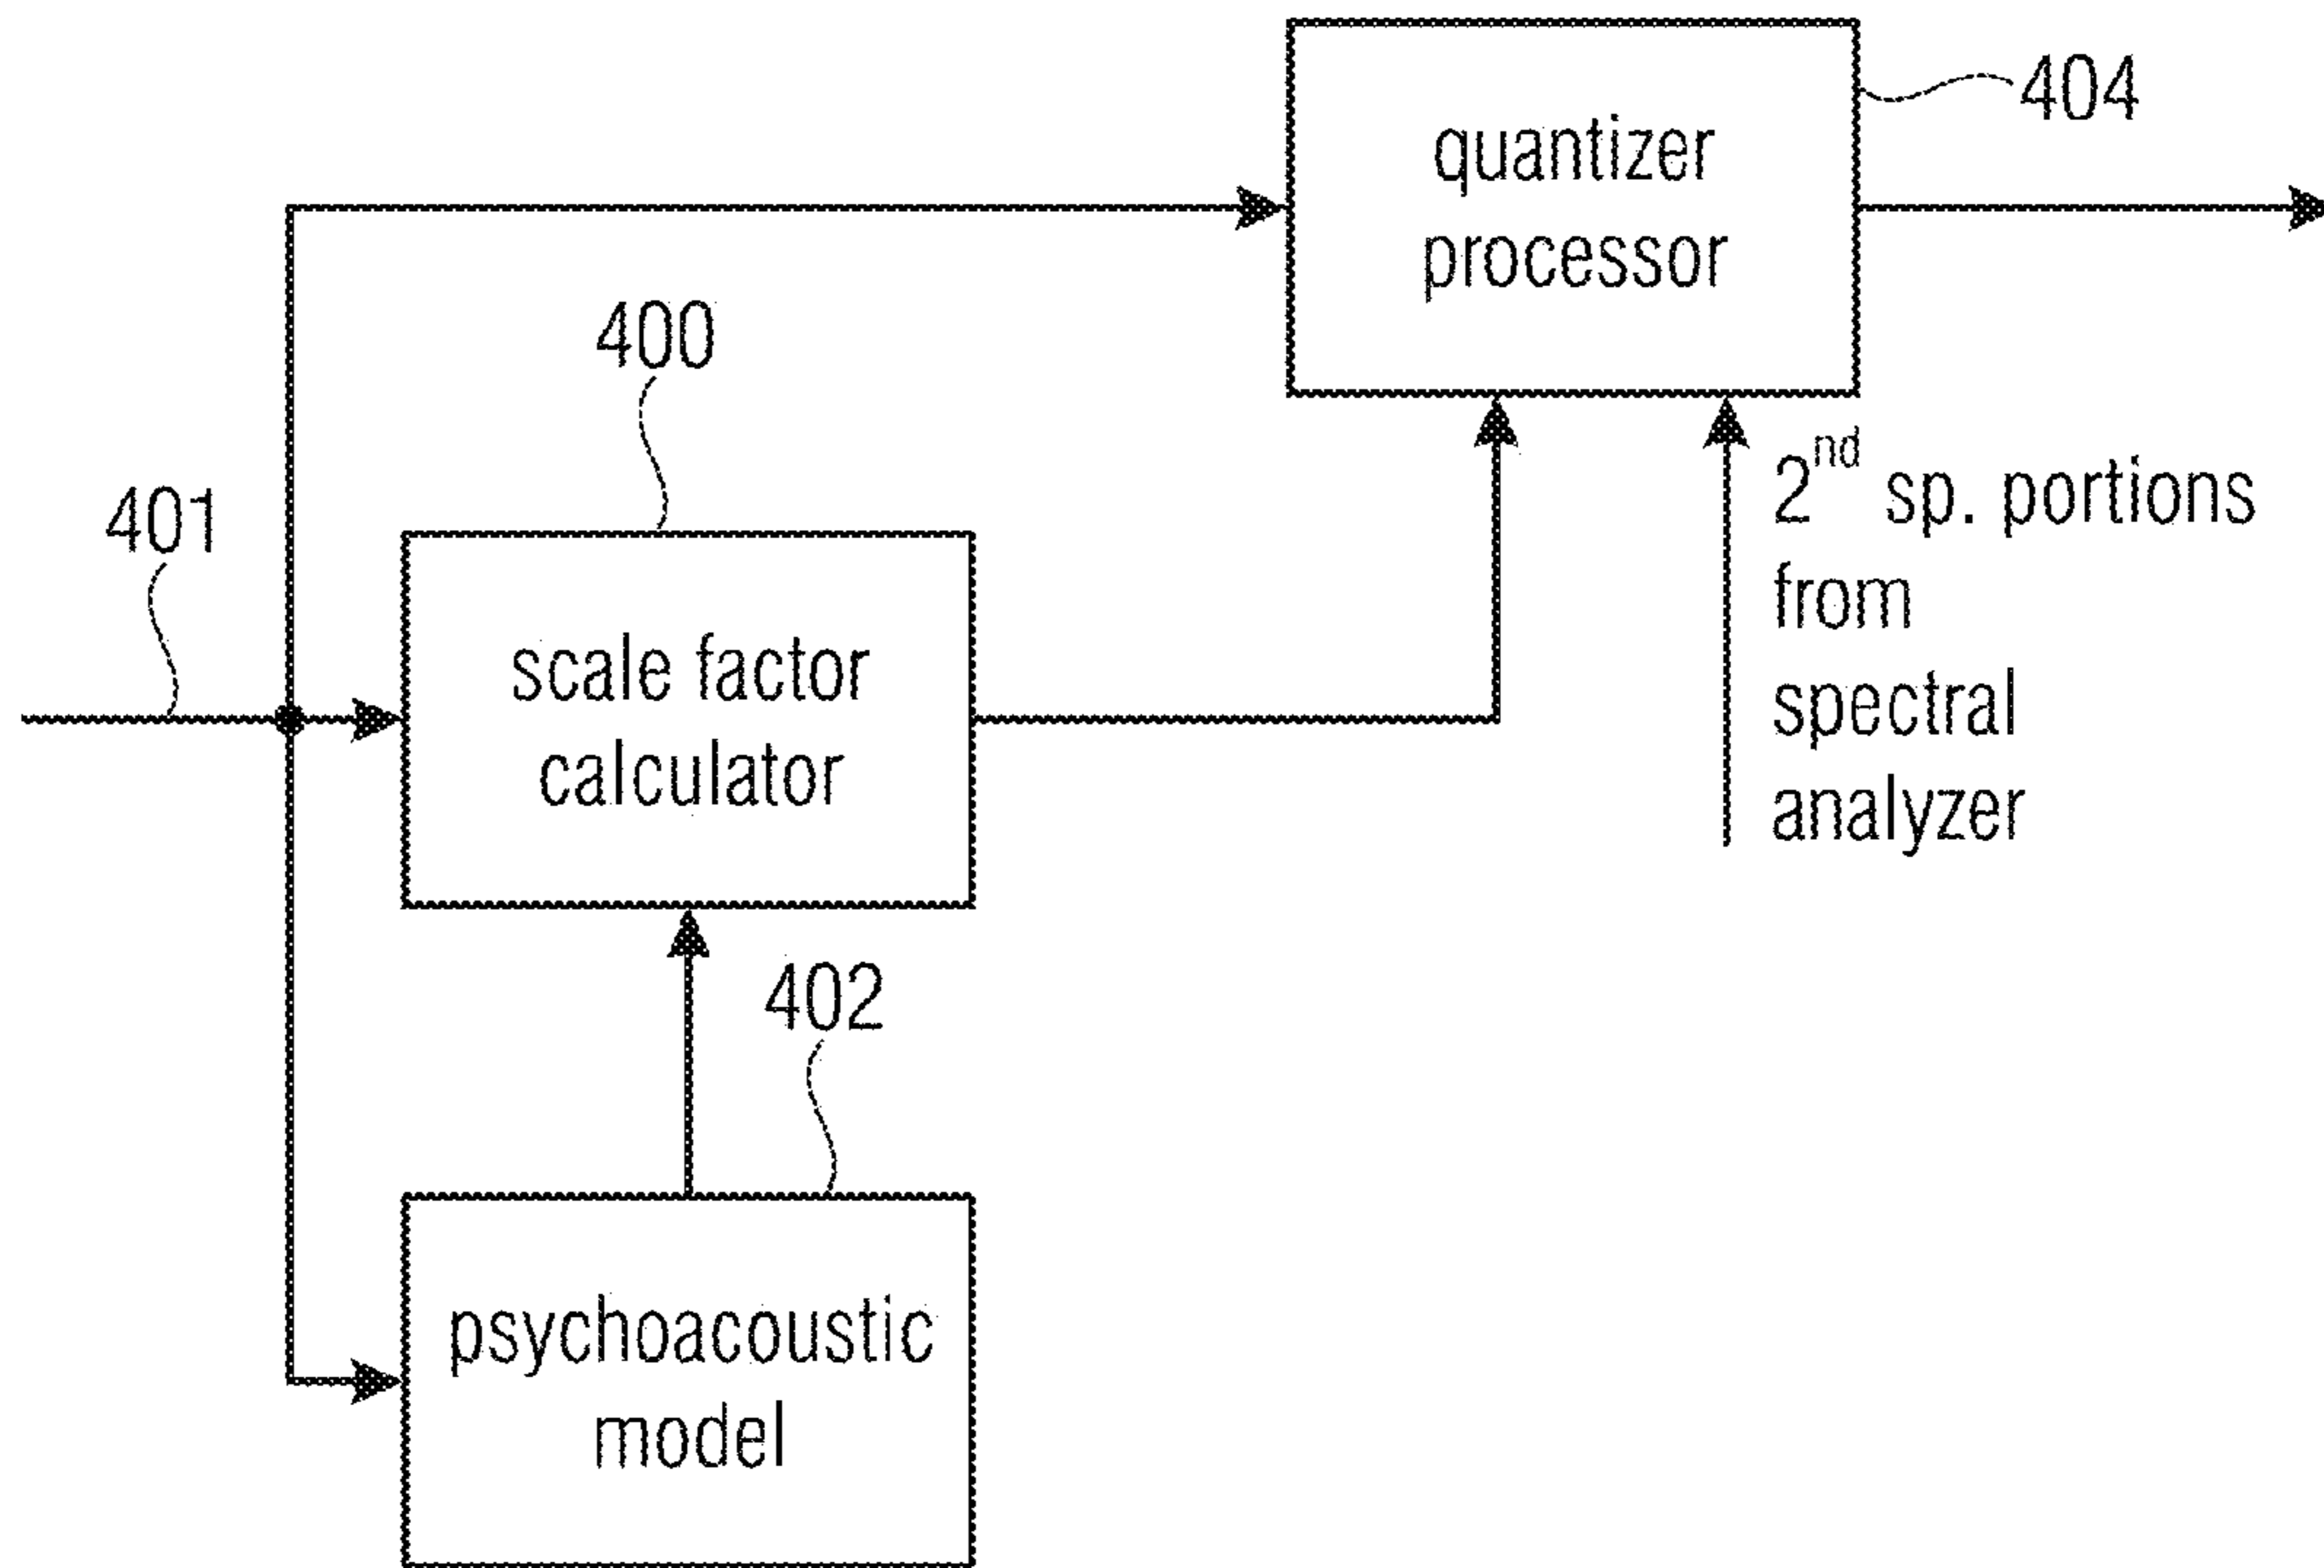 404
quantizer
processor
400
2nd sp. portions
from
spectral
analyzer
401
scale factor
calculator
402
psychoacoustic
model